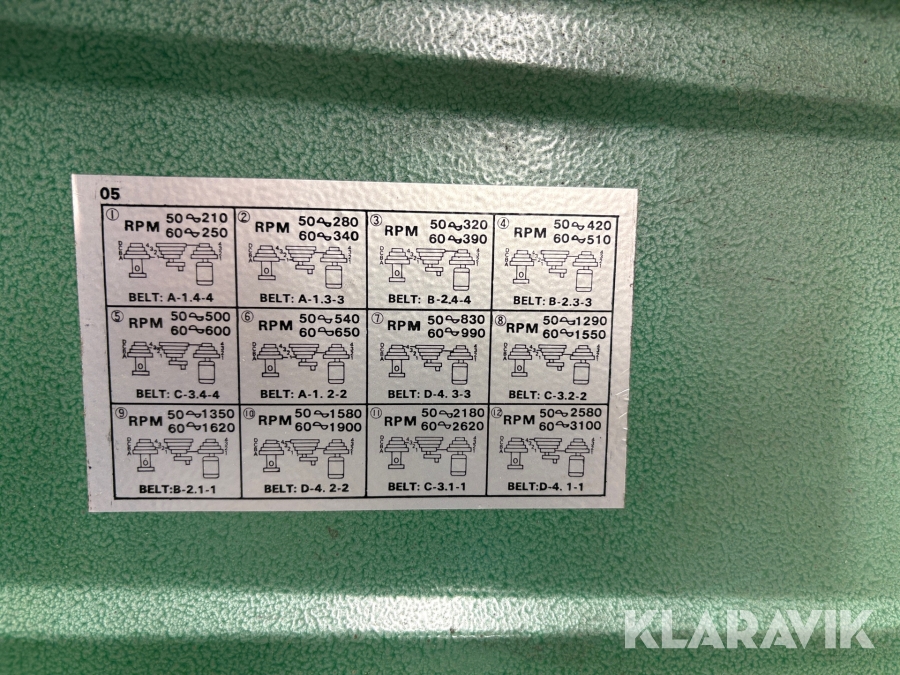 05
① RPM 50~210
60~250
BELT: A-1.4-4
② RPM 50~280
60~340
BELT: A-1.3-3
③ RPM 50~320
60~390
BELT: B-2.4-4
④ RPM 50~420
60~510
BELT: B-2.3-3
⑤ RPM 50~500
60~600
BELT: C-3.4-4
⑥ RPM 50~540
60~650
BELT: A-1. 2-2
⑦ RPM 50~830
60~990
BELT: D-4. 3-3
⑧ RPM 50~1290
60~1550
BELT: C-3.2-2
⑨ RPM 50~1350
60~1620
BELT:B-2.1-1
⑩ RPM 50~1580
60~1900
BELT: D-4. 2-2
⑪ RPM 50~2180
60~2620
BELT: C-3.1-1
⑫ RPM 50~2580
60~3100
BELT:D-4. 1-1
KLARAVIK